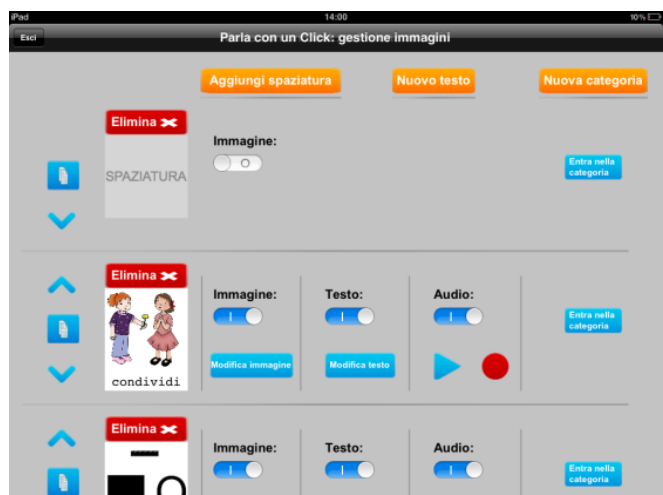 iPad 14:00 10%
Esci Parla con un Click: gestione immagini
Aggiungi spaziatura Nuovo testo Nuova categoria
Elimina
Immagine:
SPAZIATURA
Entra nella
categoria
Elimina
Immagine: Testo: Audio:
Entra nella
categoria
Modifica immagine Modifica testo
condividi
Elimina
Immagine: Testo: Audio:
Entra nella
categoria